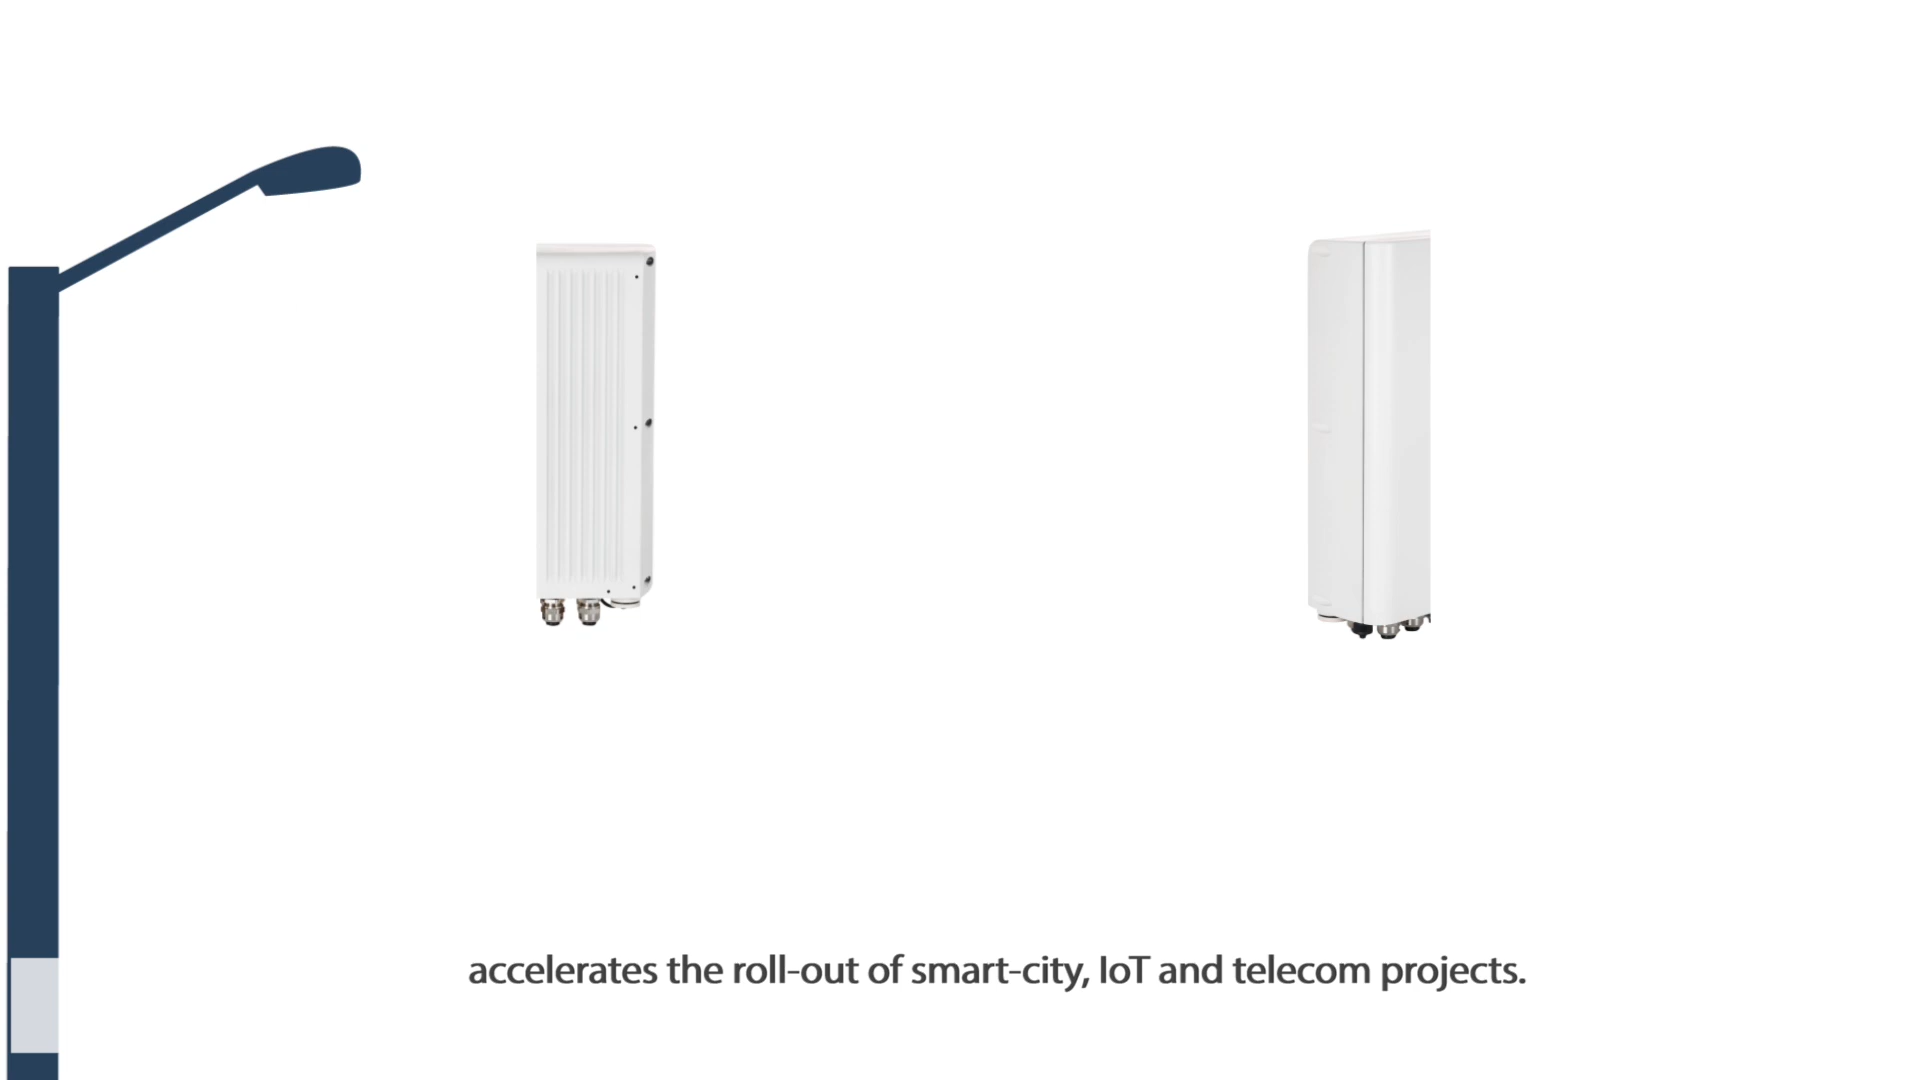 accelerates the roll-out of smart-city, IoT and telecom projects.